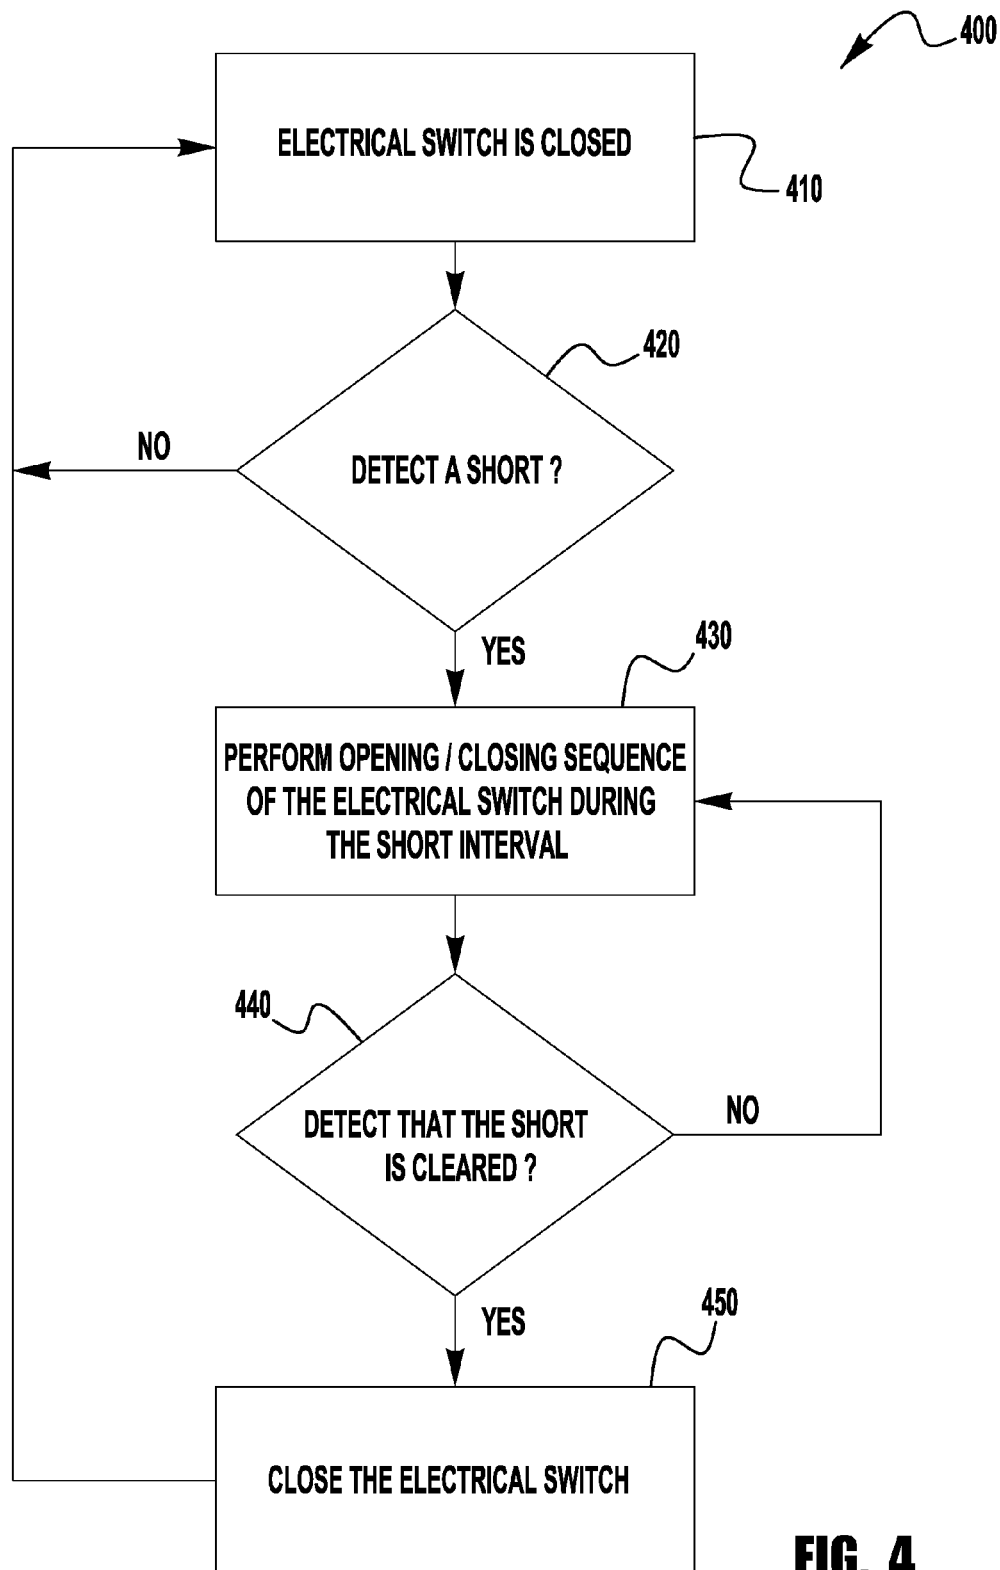 400
ELECTRICAL SWITCH IS CLOSED
410
420
NO
DETECT A SHORT ?
YES
430
PERFORM OPENING / CLOSING SEQUENCE
OF THE ELECTRICAL SWITCH DURING
THE SHORT INTERVAL
440
DETECT THAT THE SHORT
IS CLEARED ?
NO
YES
450
CLOSE THE ELECTRICAL SWITCH
FIG. 4